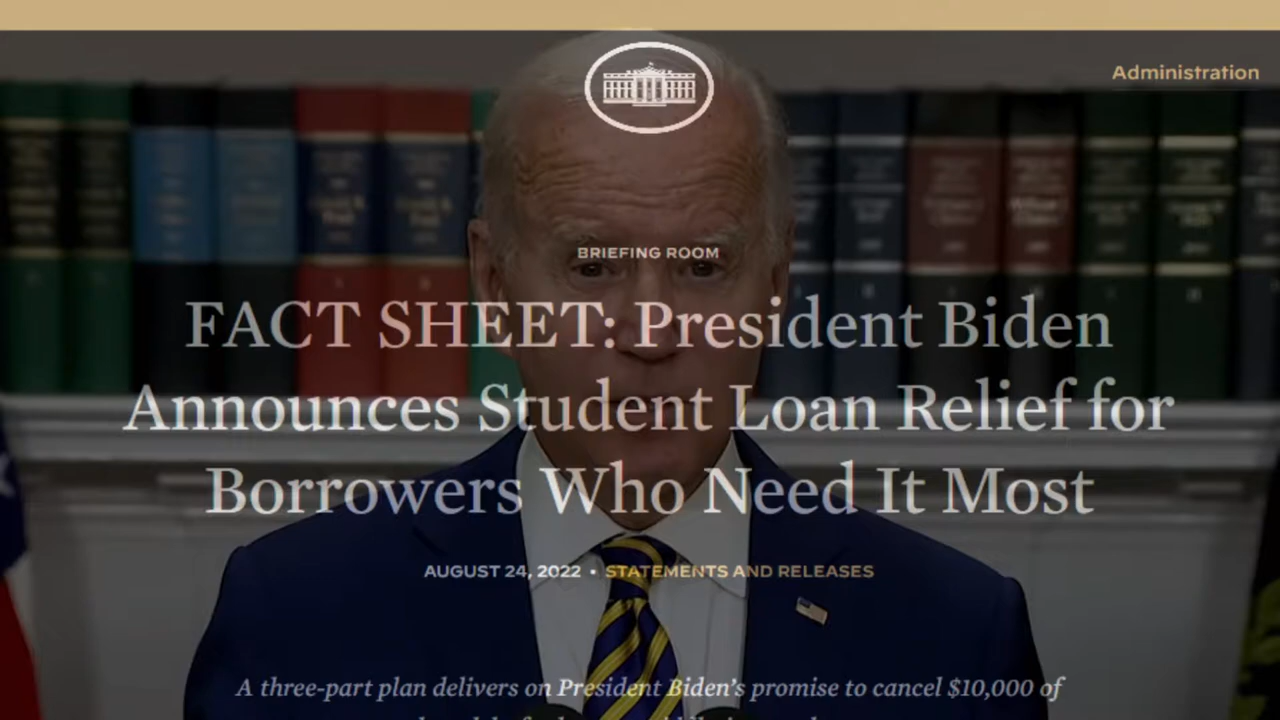 Administration
BRIEFING ROOM
FACT SHEET: President Biden
Announces Student Loan Relief for
Borrowers Who Need It Most
AUGUST 24, 2022 • STATEMENTS AND RELEASES
A three-part plan delivers on President Biden's promise to cancel $10,000 of